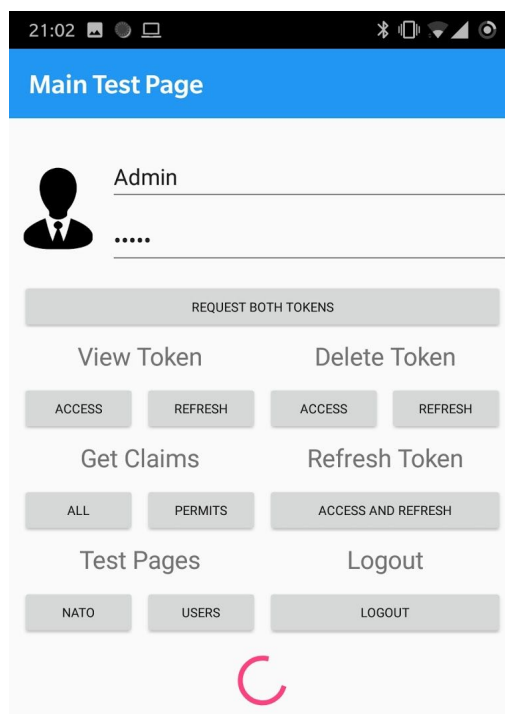 21:02
Main Test Page
Admin
•••••
REQUEST BOTH TOKENS
View Token Delete Token
ACCESS REFRESH ACCESS REFRESH
Get Claims Refresh Token
ALL PERMITS ACCESS AND REFRESH
Test Pages Logout
NATO USERS LOGOUT